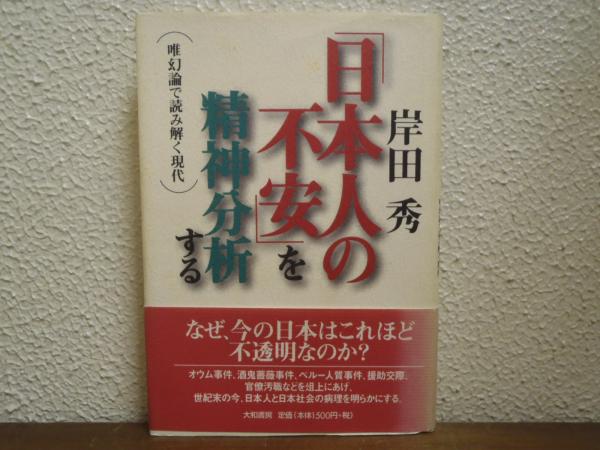 岸田 秀
「日本人の
不安」を
精神分析
する
(唯幻論で読み解く現代)
なぜ、今の日本はこれほど
不透明なのか?
オウム事件、酒鬼薔薇事件、ペルー人質事件、援助交際、
官僚汚職などを俎上にあげ、
世紀末の今、日本人と日本社会の病理を明らかにする。
大和書房 定価(本体1500円+税)